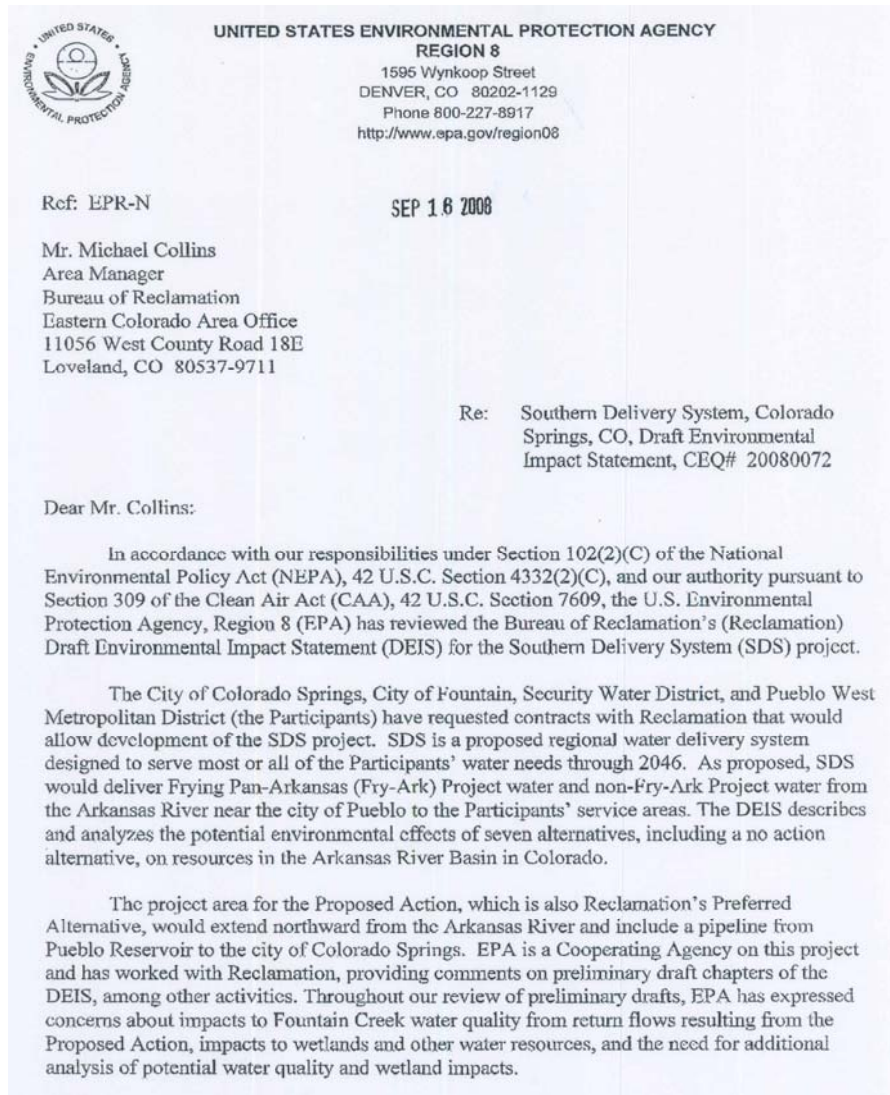 UNITED STATES ENVIRONMENTAL PROTECTION AGENCY
REGION 8
1595 Wynkoop Street
DENVER, CO 80202-1129
Phone 800-227-8917
http://www.epa.gov/region08
UNITED STATES
ENVIRONMENTAL PROTECTION AGENCY
Ref: EPR-N
SEP 16 2008
Mr. Michael Collins
Area Manager
Bureau of Reclamation
Eastern Colorado Area Office
11056 West County Road 18E
Loveland, CO 80537-9711
Re: Southern Delivery System, Colorado
Springs, CO, Draft Environmental
Impact Statement, CEQ# 20080072
Dear Mr. Collins:
In accordance with our responsibilities under Section 102(2)(C) of the National
Environmental Policy Act (NEPA), 42 U.S.C. Section 4332(2)(C), and our authority pursuant to
Section 309 of the Clean Air Act (CAA), 42 U.S.C. Section 7609, the U.S. Environmental
Protection Agency, Region 8 (EPA) has reviewed the Bureau of Reclamation's (Reclamation)
Draft Environmental Impact Statement (DEIS) for the Southern Delivery System (SDS) project.
The City of Colorado Springs, City of Fountain, Security Water District, and Pueblo West
Metropolitan District (the Participants) have requested contracts with Reclamation that would
allow development of the SDS project. SDS is a proposed regional water delivery system
designed to serve most or all of the Participants' water needs through 2046. As proposed, SDS
would deliver Frying Pan-Arkansas (Fry-Ark) Project water and non-Fry-Ark Project water from
the Arkansas River near the city of Pueblo to the Participants' service areas. The DEIS describes
and analyzes the potential environmental effects of seven alternatives, including a no action
alternative, on resources in the Arkansas River Basin in Colorado.
The project area for the Proposed Action, which is also Reclamation's Preferred
Alternative, would extend northward from the Arkansas River and include a pipeline from
Pueblo Reservoir to the city of Colorado Springs. EPA is a Cooperating Agency on this project
and has worked with Reclamation, providing comments on preliminary draft chapters of the
DEIS, among other activities. Throughout our review of preliminary drafts, EPA has expressed
concerns about impacts to Fountain Creek water quality from return flows resulting from the
Proposed Action, impacts to wetlands and other water resources, and the need for additional
analysis of potential water quality and wetland impacts.